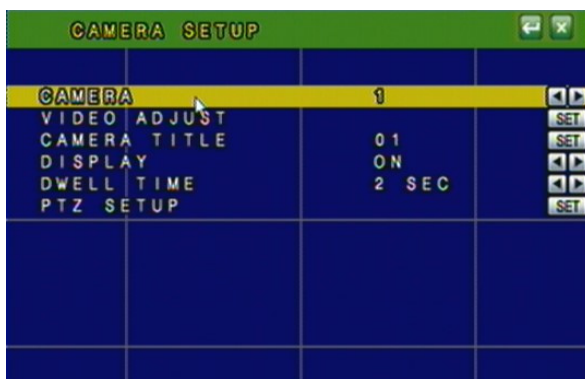 CAMERA SETUP
CAMERA 1
VIDEO ADJUST SET
CAMERA TITLE 01 SET
DISPLAY ON
DWELL TIME 2 SEC
PTZ SETUP SET